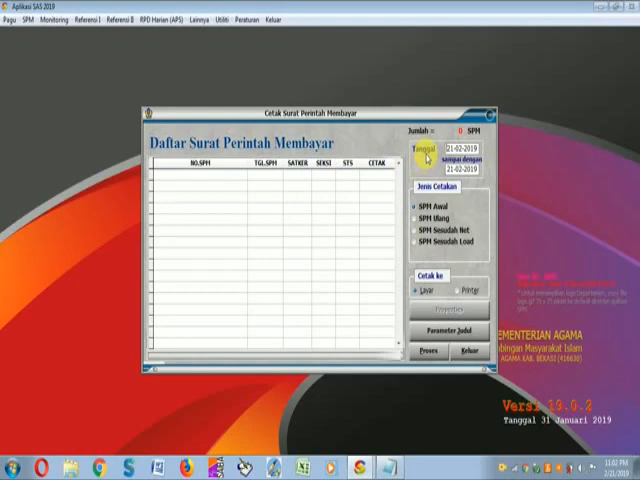 Aplikasi SAS 2019
Pagu SPM Monitoring Referensi I Referensi II RPD Harian (APS) Lainnya Utiliti Peraturan Keluar
Cetak Surat Perintah Membayar
Daftar Surat Perintah Membayar
Jumlah = 0 SPM
Tanggal 21-02-2019
sampai dengan
21-02-2019
NO.SPM TGL.SPM SATKER SEKSI STS CETAK
Jenis Cetakan
SPM Awal
SPM Ulang
SPM Sesudah Net
SPM Sesudah Load
Cetak ke
Layar Printer
Properties
Parameter Judul
Proses Keluar
EMENTERIAN AGAMA
bingan Masyarakat Islam
AGAMA KAB. BEKASI (416630)
Versi 19.0.2
Tanggal 31 Januari 2019
11:02 PM
2/21/2019